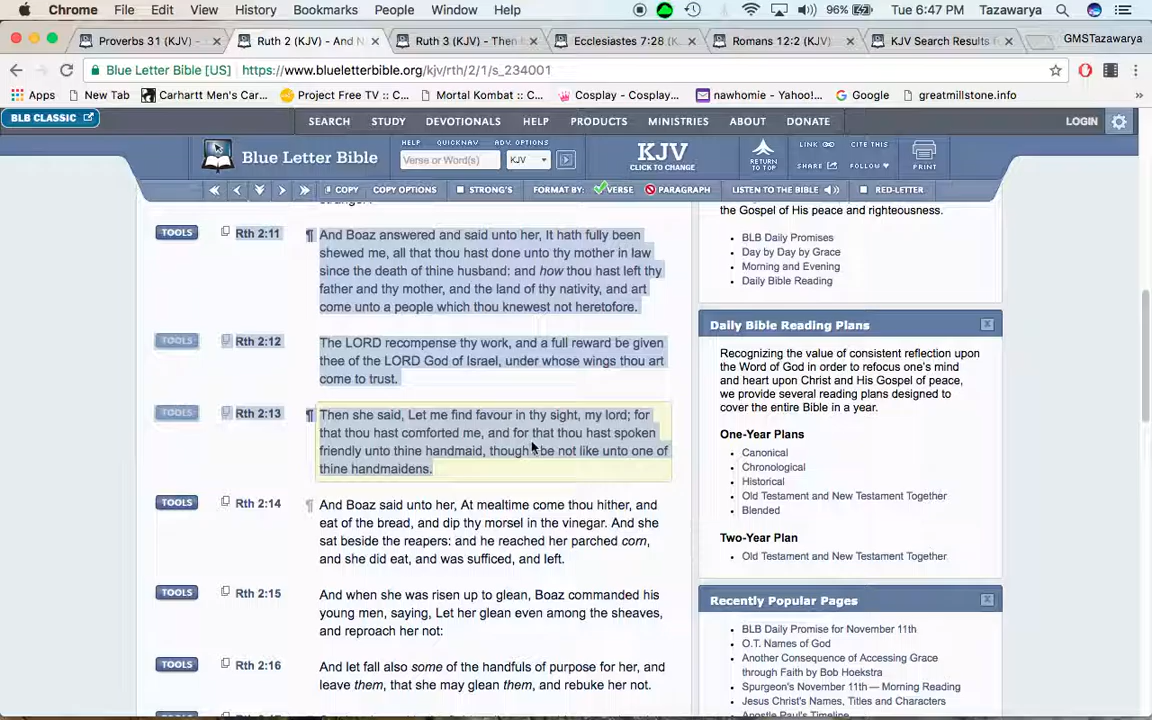 Chrome File Edit View History Bookmarks People Window Help 96% Tue 6:47 PM Tazawarya
Proverbs 31 (KJV) Ruth 2 (KJV) - And N Ruth 3 (KJV) - Then Ecclesiastes 7:28 (KJV) Romans 12:2 (KJV) KJV Search Results F GMSTazawarya
Blue Letter Bible [US] https://www.blueletterbible.org/kjv/rth/2/1/s_234001
Apps New Tab Carhartt Men's Car... Project Free TV :: C... Mortal Kombat :: C... Cosplay - Cosplay... nawhomie - Yahoo!... Google greatmillstone.info »
BLB CLASSIC SEARCH STUDY DEVOTIONALS HELP PRODUCTS MINISTRIES ABOUT DONATE LOGIN
Blue Letter Bible
HELP QUICKNAV ADV. OPTIONS
Verse or Word(s) KJV
KJV
CLICK TO CHANGE
RETURN TO TOP
LINK CITE THIS
SHARE FOLLOW
PRINT
COPY COPY OPTIONS STRONG'S FORMAT BY: VERSE PARAGRAPH LISTEN TO THE BIBLE RED-LETTER
TOOLS Rth 2:11 ¶ And Boaz answered and said unto her, It hath fully been
shewed me, all that thou hast done unto thy mother in law
since the death of thine husband: and how thou hast left thy
father and thy mother, and the land of thy nativity, and art
come unto a people which thou knewest not heretofore.
TOOLS Rth 2:12 The LORD recompense thy work, and a full reward be given
thee of the LORD God of Israel, under whose wings thou art
come to trust.
TOOLS Rth 2:13 ¶ Then she said, Let me find favour in thy sight, my lord; for
that thou hast comforted me, and for that thou hast spoken
friendly unto thine handmaid, though be not like unto one of
thine handmaidens.
TOOLS Rth 2:14 ¶ And Boaz said unto her, At mealtime come thou hither, and
eat of the bread, and dip thy morsel in the vinegar. And she
sat beside the reapers: and he reached her parched corn,
and she did eat, and was sufficed, and left.
TOOLS Rth 2:15 And when she was risen up to glean, Boaz commanded his
young men, saying, Let her glean even among the sheaves,
and reproach her not:
TOOLS Rth 2:16 And let fall also some of the handfuls of purpose for her, and
leave them, that she may glean them, and rebuke her not.
the Gospel of His peace and righteousness.
BLB Daily Promises
Day by Day by Grace
Morning and Evening
Daily Bible Reading
Daily Bible Reading Plans
Recognizing the value of consistent reflection upon
the Word of God in order to refocus one's mind
and heart upon Christ and His Gospel of peace,
we provide several reading plans designed to
cover the entire Bible in a year.
One-Year Plans
Canonical
Chronological
Historical
Old Testament and New Testament Together
Blended
Two-Year Plan
Old Testament and New Testament Together
Recently Popular Pages
BLB Daily Promise for November 11th
O.T. Names of God
Another Consequence of Accessing Grace
through Faith by Bob Hoekstra
Spurgeon's November 11th — Morning Reading
Jesus Christ's Names, Titles and Characters
Apostle Paul's Timeline